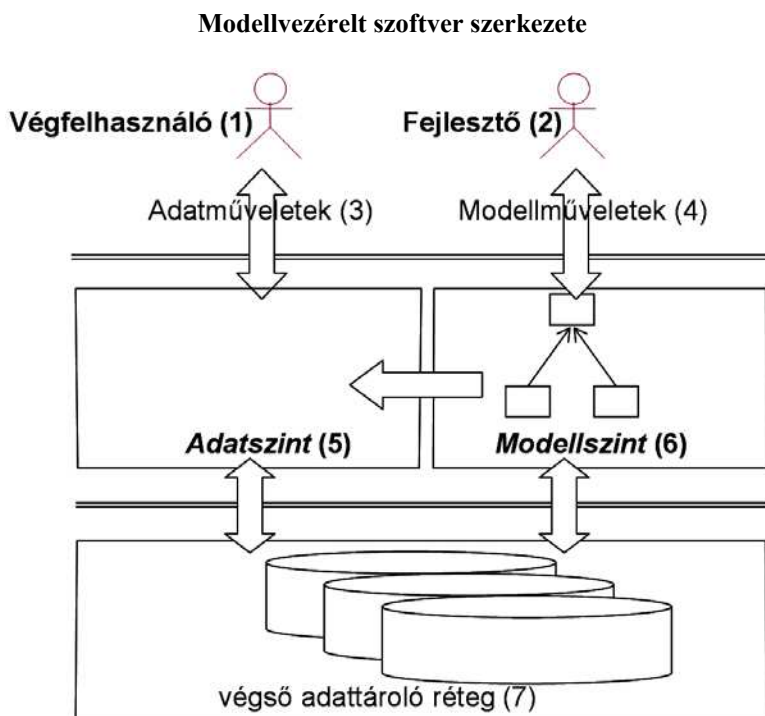 Modellvezérelt szoftver szerkezete
Végfelhasználó (1)
Fejlesztő (2)
Adatműveletek (3)
Modellműveletek (4)
Adatszint (5)
Modellszint (6)
végső adattároló réteg (7)